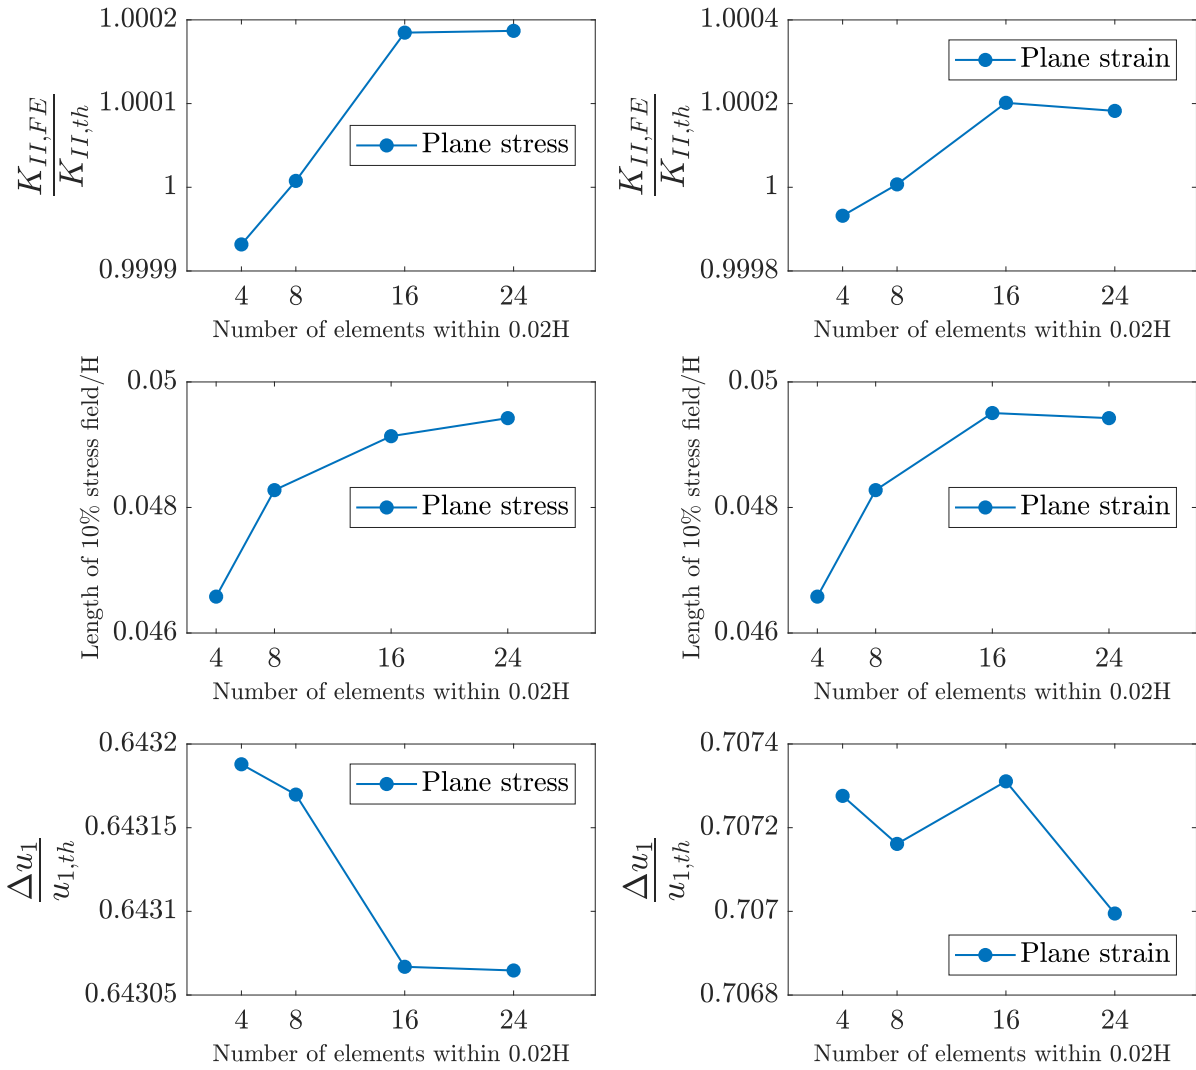 1.0002
1.0001
1
0.9999
K_{II,FE}
K_{II,th}
Plane stress
4 8 16 24
Number of elements within 0.02H
1.0004
1.0002
1
0.9998
K_{II,FE}
K_{II,th}
Plane strain
4 8 16 24
Number of elements within 0.02H
0.05
0.048
0.046
Length of 10% stress field/H
Plane stress
4 8 16 24
Number of elements within 0.02H
0.05
0.048
0.046
Length of 10% stress field/H
Plane strain
4 8 16 24
Number of elements within 0.02H
0.6432
0.64315
0.6431
0.64305
Δu_1
u_{1,th}
Plane stress
4 8 16 24
Number of elements within 0.02H
0.7074
0.7072
0.707
0.7068
Δu_1
u_{1,th}
Plane strain
4 8 16 24
Number of elements within 0.02H